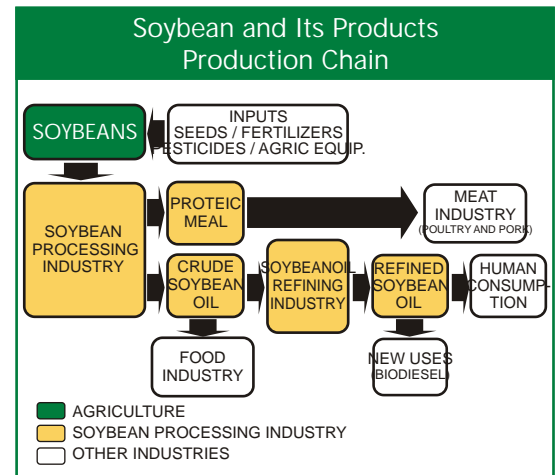 Soybean and Its Products
Production Chain
SOYBEANS
INPUTS
SEEDS / FERTILIZERS
PESTICIDES / AGRIC EQUIP.
SOYBEAN
PROCESSING
INDUSTRY
PROTEIC
MEAL
MEAT
INDUSTRY
(POULTRY AND PORK)
CRUDE
SOYBEAN
OIL
SOYBEANOIL
REFINING
INDUSTRY
REFINED
SOYBEAN
OIL
HUMAN
CONSUMP-
TION
FOOD
INDUSTRY
NEW USES
(BIODIESEL)
AGRICULTURE
SOYBEAN PROCESSING INDUSTRY
OTHER INDUSTRIES